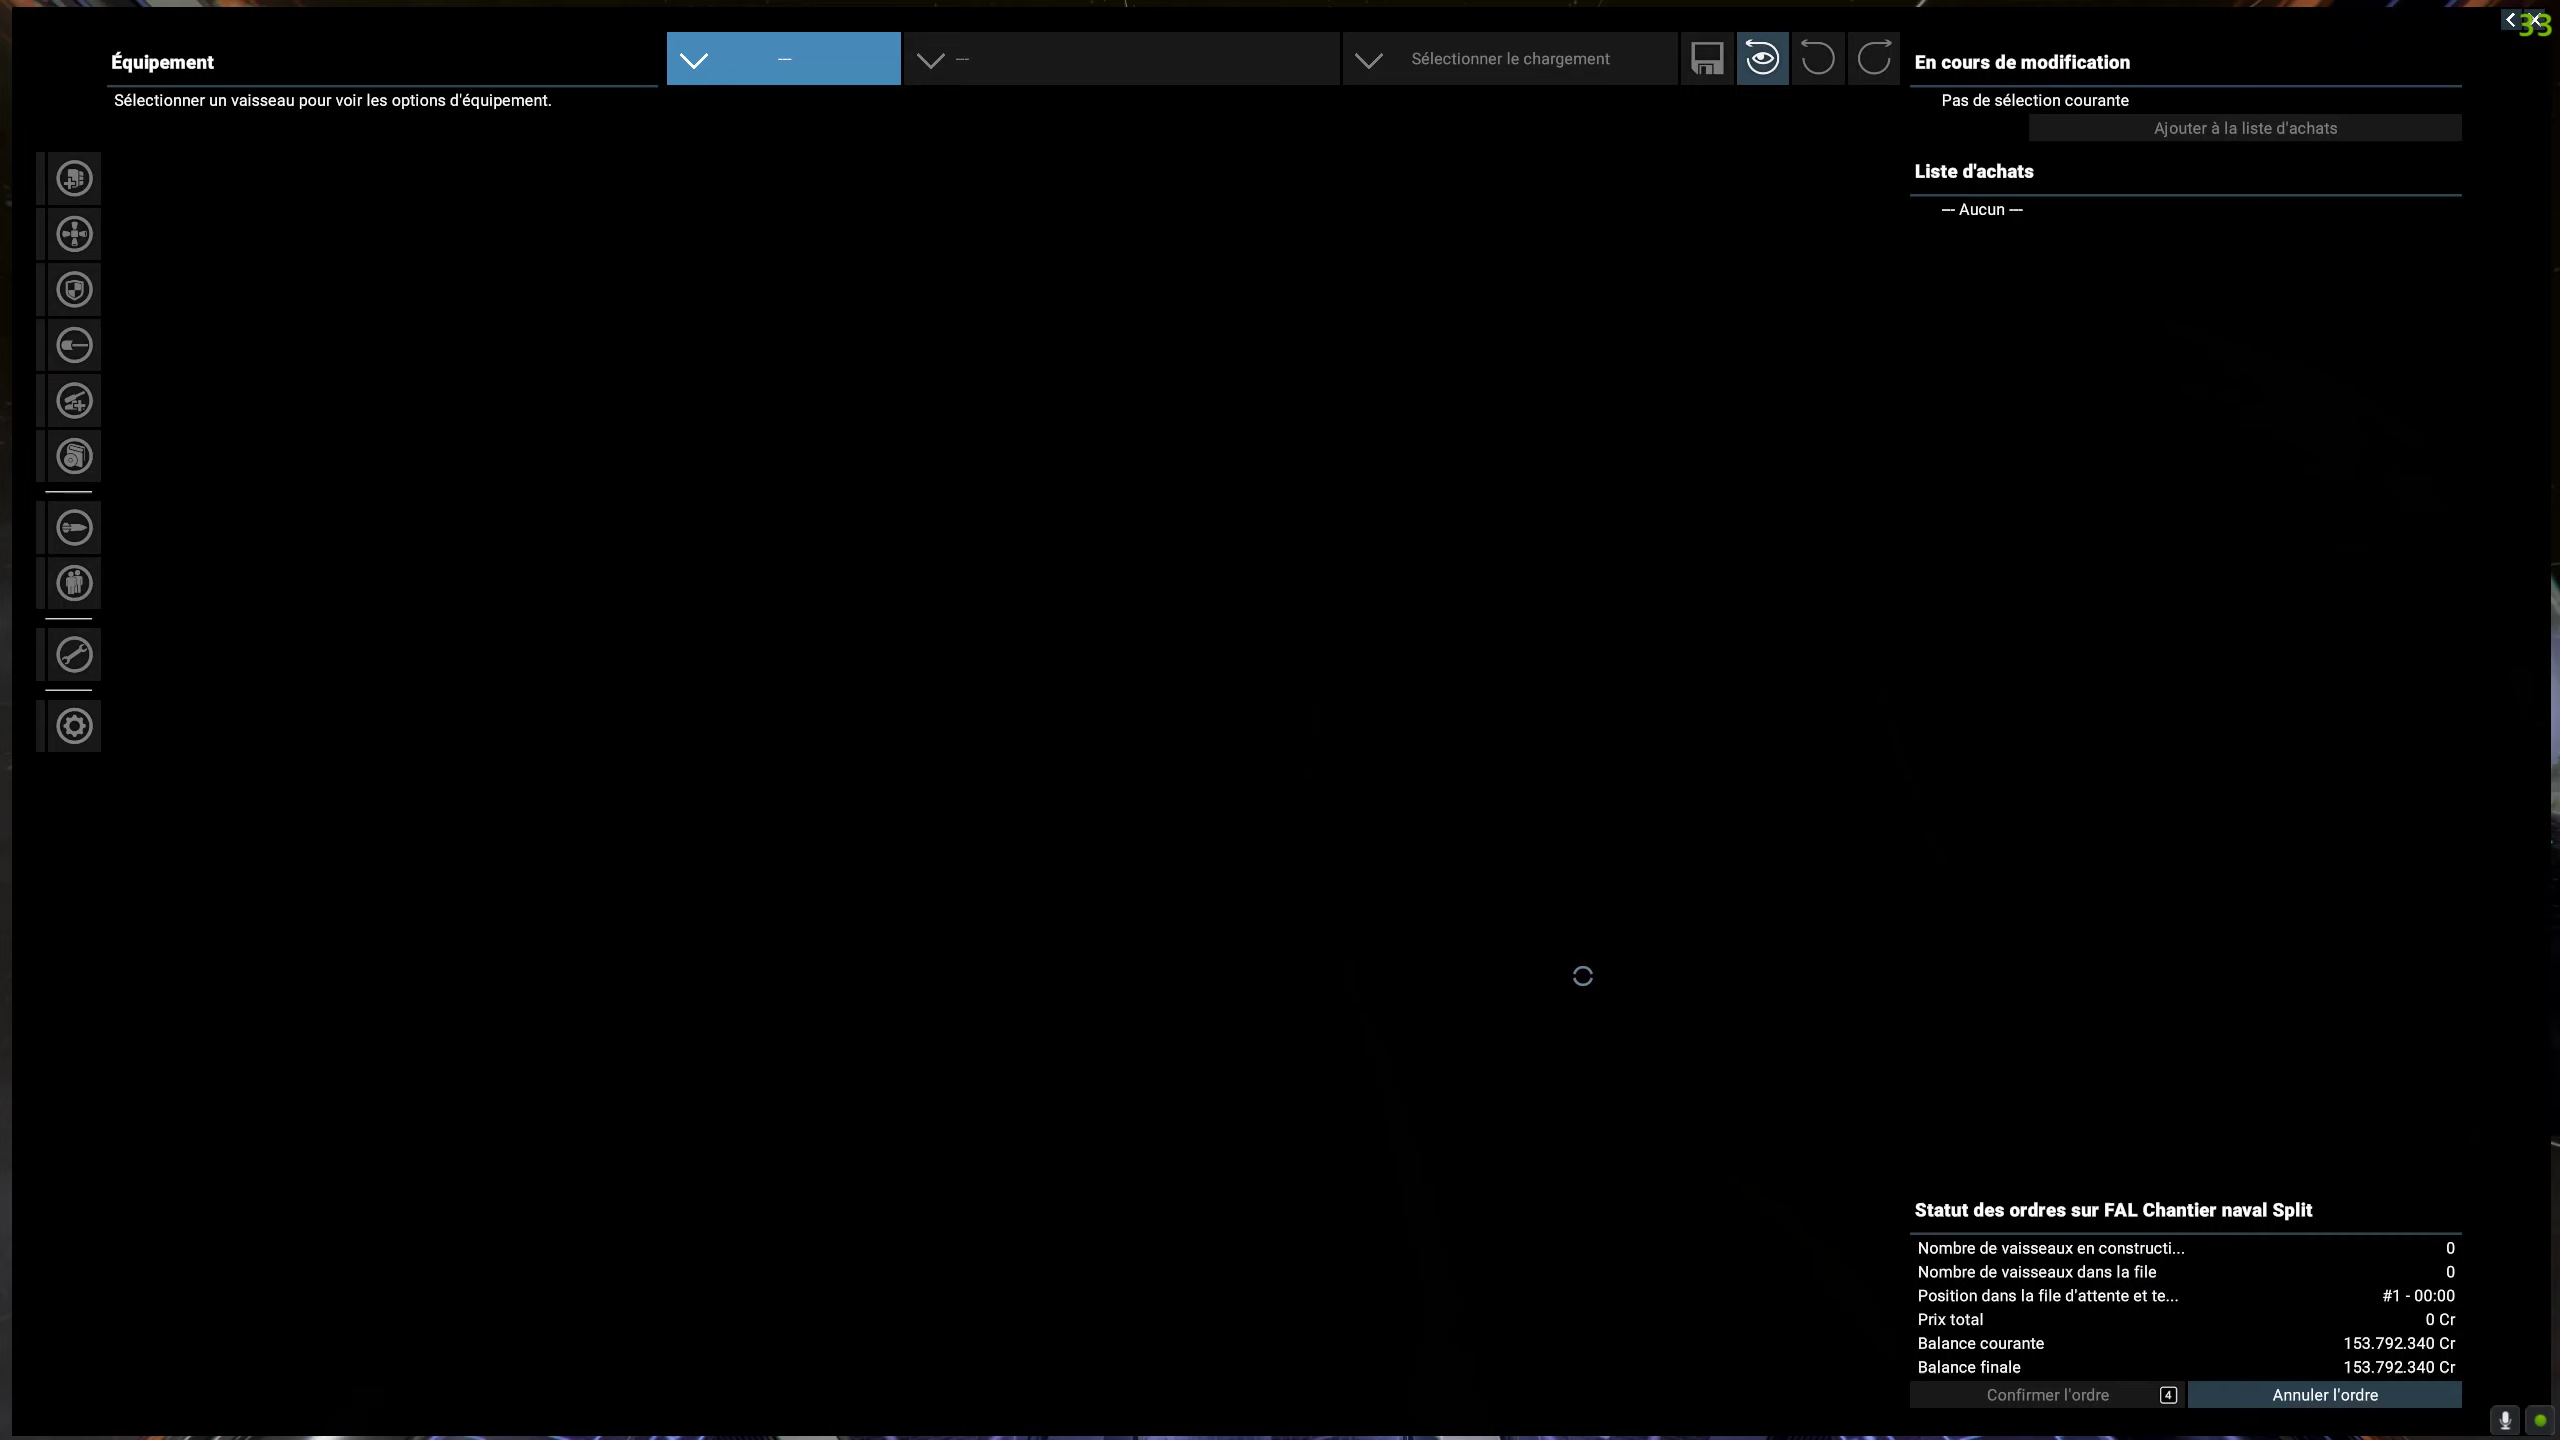 33
Équipement
---
---
Sélectionner le chargement
En cours de modification
Sélectionner un vaisseau pour voir les options d'équipement.
Pas de sélection courante
Ajouter à la liste d'achats
Liste d'achats
--- Aucun ---
Statut des ordres sur FAL Chantier naval Split
Nombre de vaisseaux en constructi... 0
Nombre de vaisseaux dans la file 0
Position dans la file d'attente et te... #1 - 00:00
Prix total 0 Cr
Balance courante 153.792.340 Cr
Balance finale 153.792.340 Cr
Confirmer l'ordre 4 Annuler l'ordre